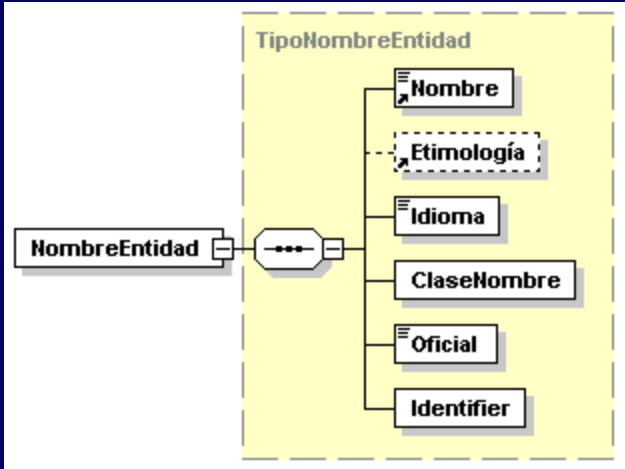 TipoNombreEntidad
Nombre
Etimología
Idioma
NombreEntidad
ClaseNombre
Oficial
Identifier